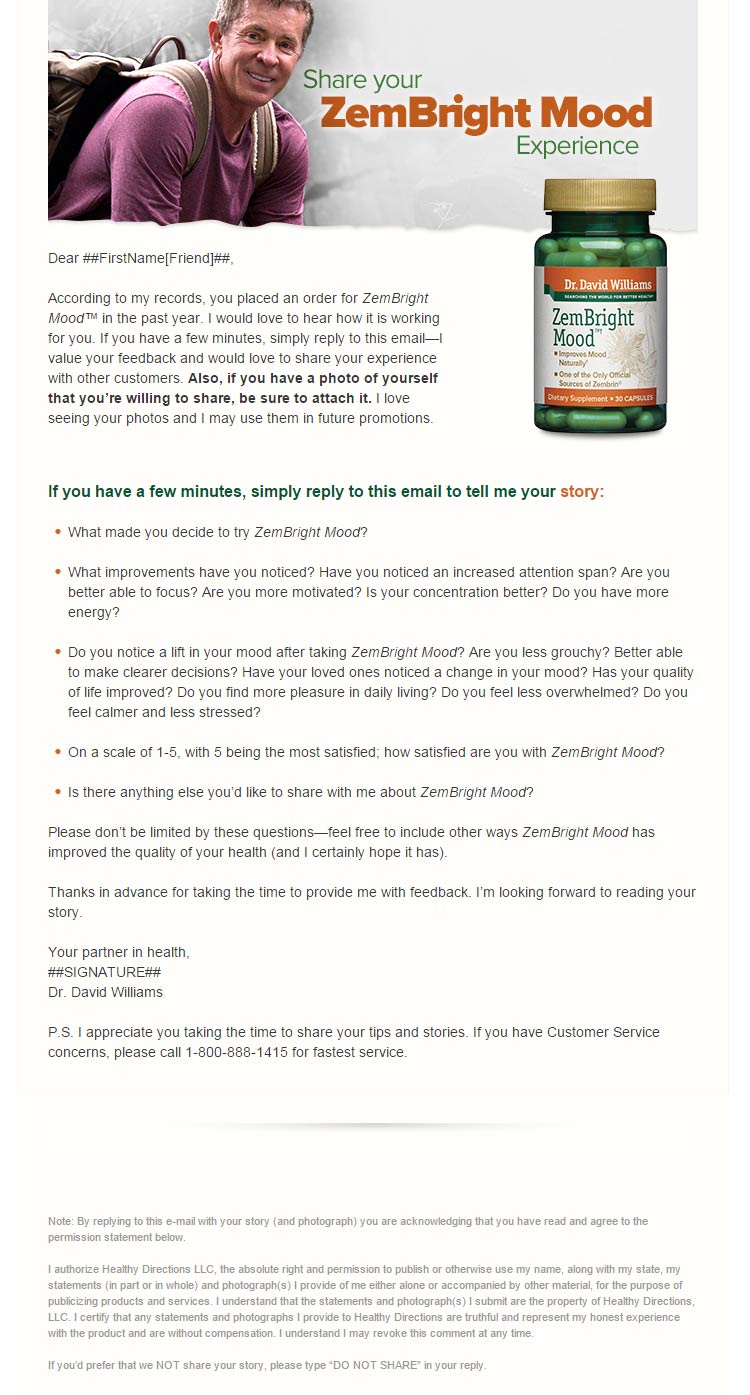 Share your
ZemBright Mood
Experience
Dr. David Williams
SEARCHING THE WORLD FOR BETTER HEALTH
ZemBright
Mood™
Improves Mood
Naturally
One of the Only Official
Sources of Zembrin®
Dietary Supplement • 30 CAPSULES
Dear ##FirstName[Friend]##,
According to my records, you placed an order for ZemBright
Mood™ in the past year. I would love to hear how it is working
for you. If you have a few minutes, simply reply to this email—I
value your feedback and would love to share your experience
with other customers. Also, if you have a photo of yourself
that you’re willing to share, be sure to attach it. I love
seeing your photos and I may use them in future promotions.
If you have a few minutes, simply reply to this email to tell me your story:
• What made you decide to try ZemBright Mood?
• What improvements have you noticed? Have you noticed an increased attention span? Are you
better able to focus? Are you more motivated? Is your concentration better? Do you have more
energy?
• Do you notice a lift in your mood after taking ZemBright Mood? Are you less grouchy? Better able
to make clearer decisions? Have your loved ones noticed a change in your mood? Has your quality
of life improved? Do you find more pleasure in daily living? Do you feel less overwhelmed? Do you
feel calmer and less stressed?
• On a scale of 1-5, with 5 being the most satisfied; how satisfied are you with ZemBright Mood?
• Is there anything else you’d like to share with me about ZemBright Mood?
Please don’t be limited by these questions—feel free to include other ways ZemBright Mood has
improved the quality of your health (and I certainly hope it has).
Thanks in advance for taking the time to provide me with feedback. I’m looking forward to reading your
story.
Your partner in health,
##SIGNATURE##
Dr. David Williams
P.S. I appreciate you taking the time to share your tips and stories. If you have Customer Service
concerns, please call 1-800-888-1415 for fastest service.
Note: By replying to this e-mail with your story (and photograph) you are acknowledging that you have read and agree to the
permission statement below.
I authorize Healthy Directions LLC, the absolute right and permission to publish or otherwise use my name, along with my state, my
statements (in part or in whole) and photograph(s) I provide of me either alone or accompanied by other material, for the purpose of
publicizing products and services. I understand that the statements and photograph(s) I submit are the property of Healthy Directions,
LLC. I certify that any statements and photographs I provide to Healthy Directions are truthful and represent my honest experience
with the product and are without compensation. I understand I may revoke this comment at any time.
If you’d prefer that we NOT share your story, please type “DO NOT SHARE” in your reply.